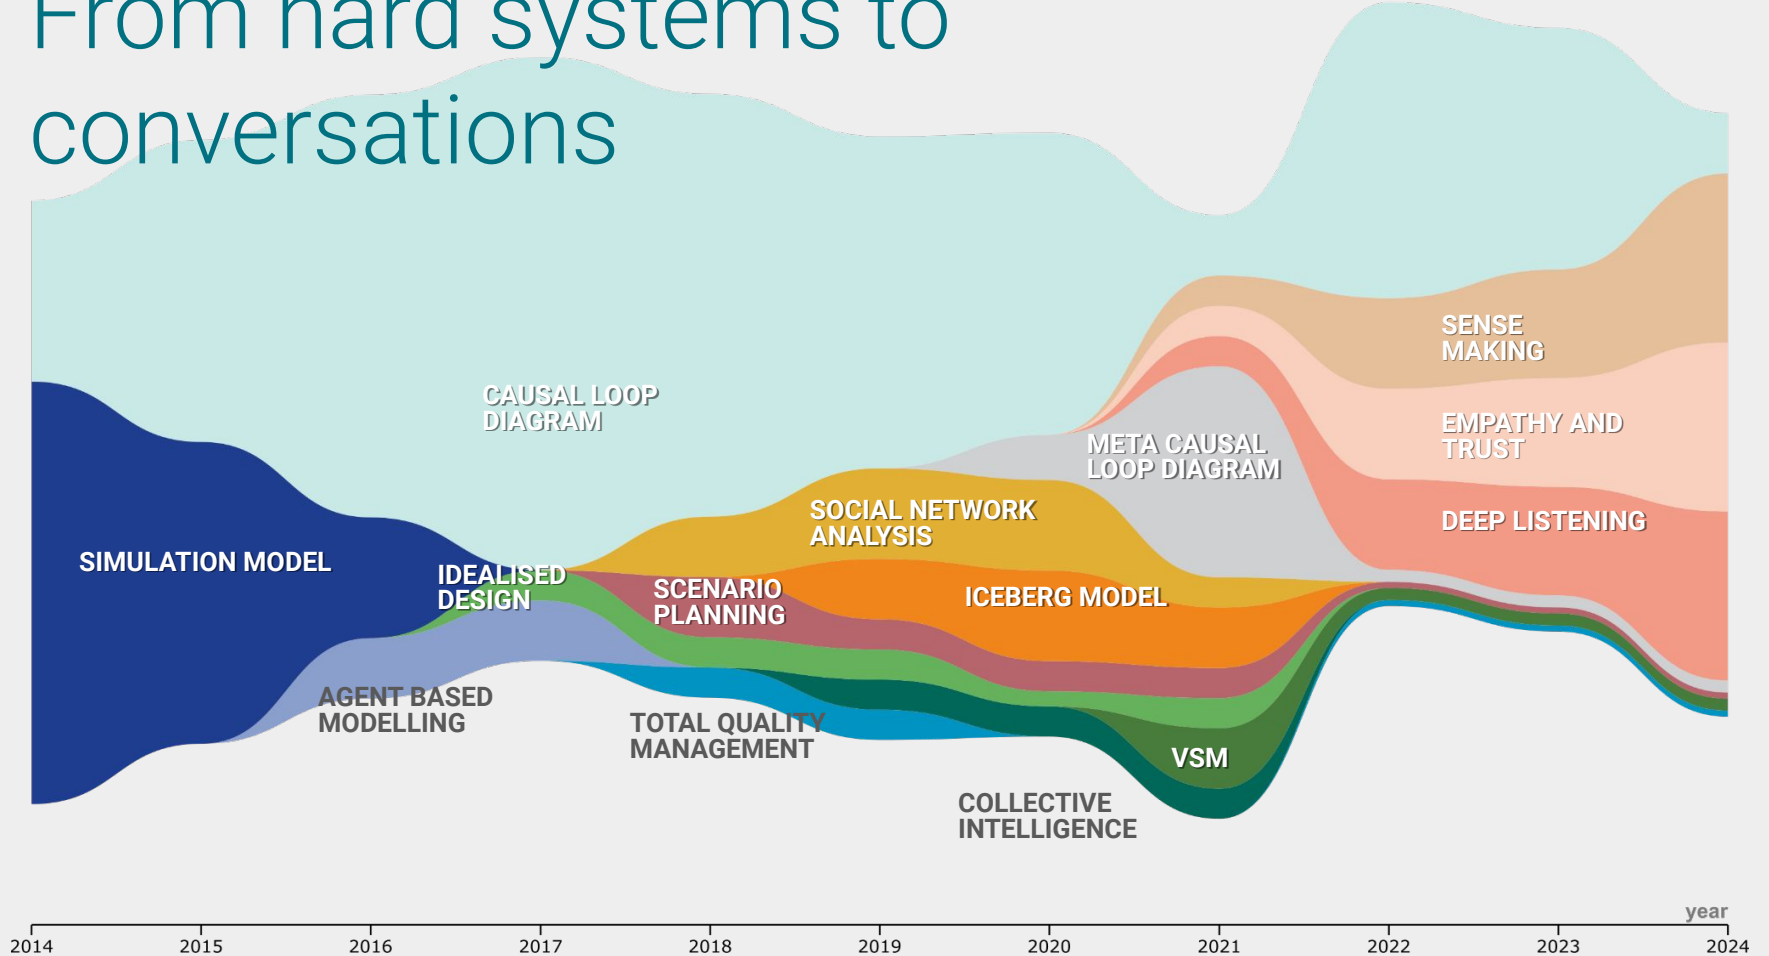 From hard systems to
conversations
CAUSAL LOOP
DIAGRAM
SIMULATION MODEL
IDEALISED
DESIGN
AGENT BASED
MODELLING
SCENARIO
PLANNING
TOTAL QUALITY
MANAGEMENT
SOCIAL NETWORK
ANALYSIS
ICEBERG MODEL
META CAUSAL
LOOP DIAGRAM
VSM
COLLECTIVE
INTELLIGENCE
SENSE
MAKING
EMPATHY AND
TRUST
DEEP LISTENING
year
2014 2015 2016 2017 2018 2019 2020 2021 2022 2023 2024